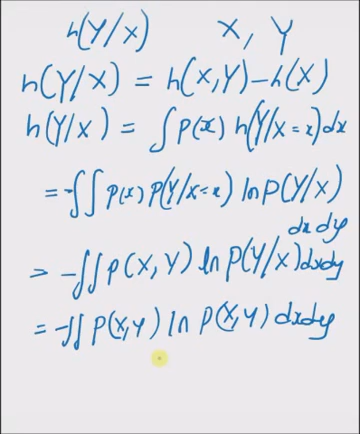 h(Y/x) X, Y
h(Y/x) = h(X,Y) - h(X)
h(Y/x) = ∫ P(x) h(Y/X=x) dx
= -∫∫ P(x) P(Y/X=x) ln P(Y/X)
dx dy
= -∫∫ P(X,Y) ln P(Y/X) dx dy
= -∫∫ P(X,Y) ln P(X,Y) dx dy